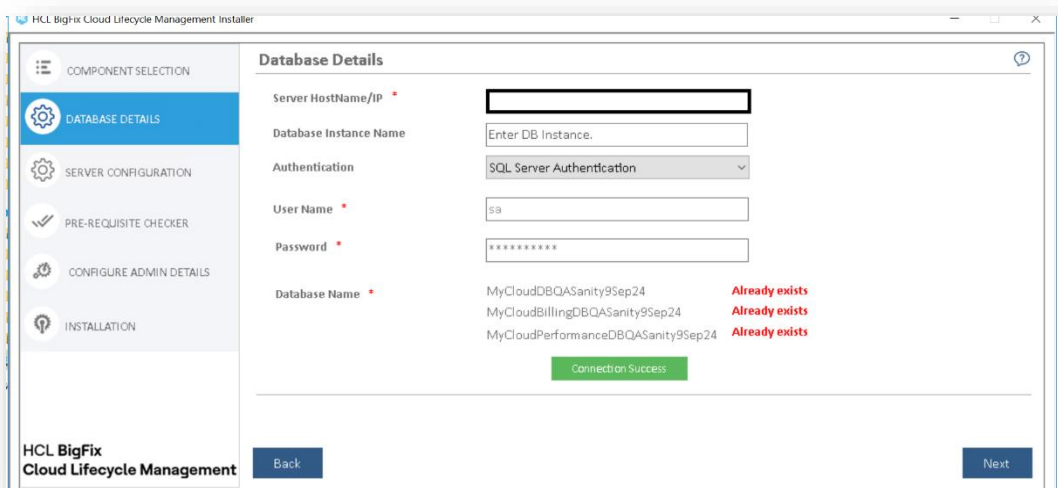 HCL BigFix Cloud Lifecycle Management Installer
COMPONENT SELECTION
DATABASE DETAILS
SERVER CONFIGURATION
PRE-REQUISITE CHECKER
CONFIGURE ADMIN DETAILS
INSTALLATION
HCL BigFix
Cloud Lifecycle Management
Database Details
Server HostName/IP *
Database Instance Name Enter DB Instance.
Authentication SQL Server Authentication
User Name * sa
Password * **********
Database Name * MyCloudDBQASanity9Sep24 Already exists
MyCloudBillingDBQASanity9Sep24 Already exists
MyCloudPerformanceDBQASanity9Sep24 Already exists
Connection Success
Back Next